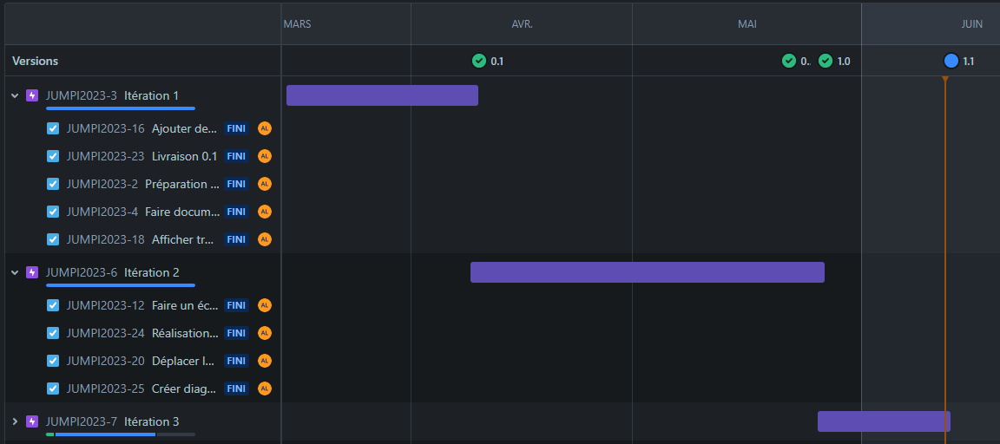 MARS AVR. MAI JUIN
Versions 0.1 0.. 1.0 1.1
JUMPI2023-3 Itération 1
JUMPI2023-16 Ajouter de... FINI AL
JUMPI2023-23 Livraison 0.1 FINI AL
JUMPI2023-2 Préparation ... FINI AL
JUMPI2023-4 Faire docum... FINI AL
JUMPI2023-18 Afficher tr... FINI AL
JUMPI2023-6 Itération 2
JUMPI2023-12 Faire un éc... FINI AL
JUMPI2023-24 Réalisation... FINI AL
JUMPI2023-20 Déplacer l... FINI AL
JUMPI2023-25 Créer diag... FINI AL
JUMPI2023-7 Itération 3